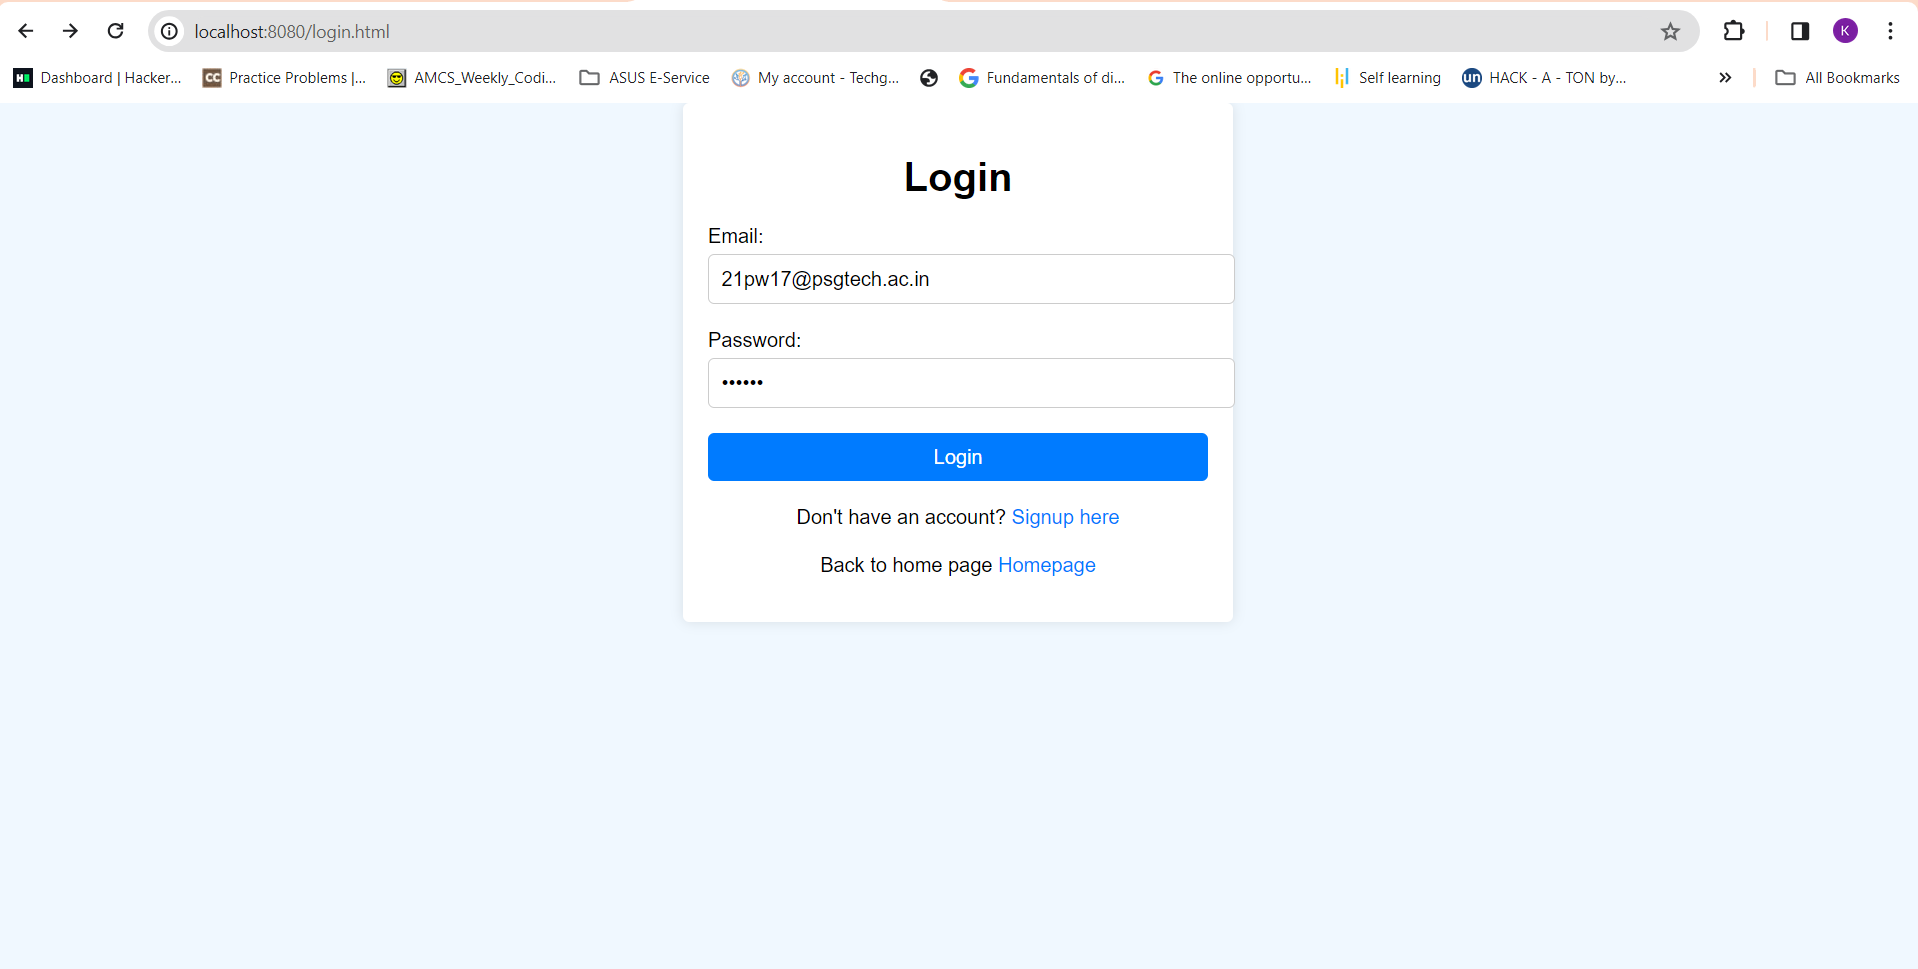 localhost:8080/login.html
K
Dashboard | Hacker... CC Practice Problems |... AMCS_Weekly_Codi... ASUS E-Service My account - Techg... Fundamentals of di... The online opportu... Self learning un HACK - A - TON by... All Bookmarks
Login
Email:
21pw17@psgtech.ac.in
Password:
••••••
Login
Don't have an account? Signup here
Back to home page Homepage